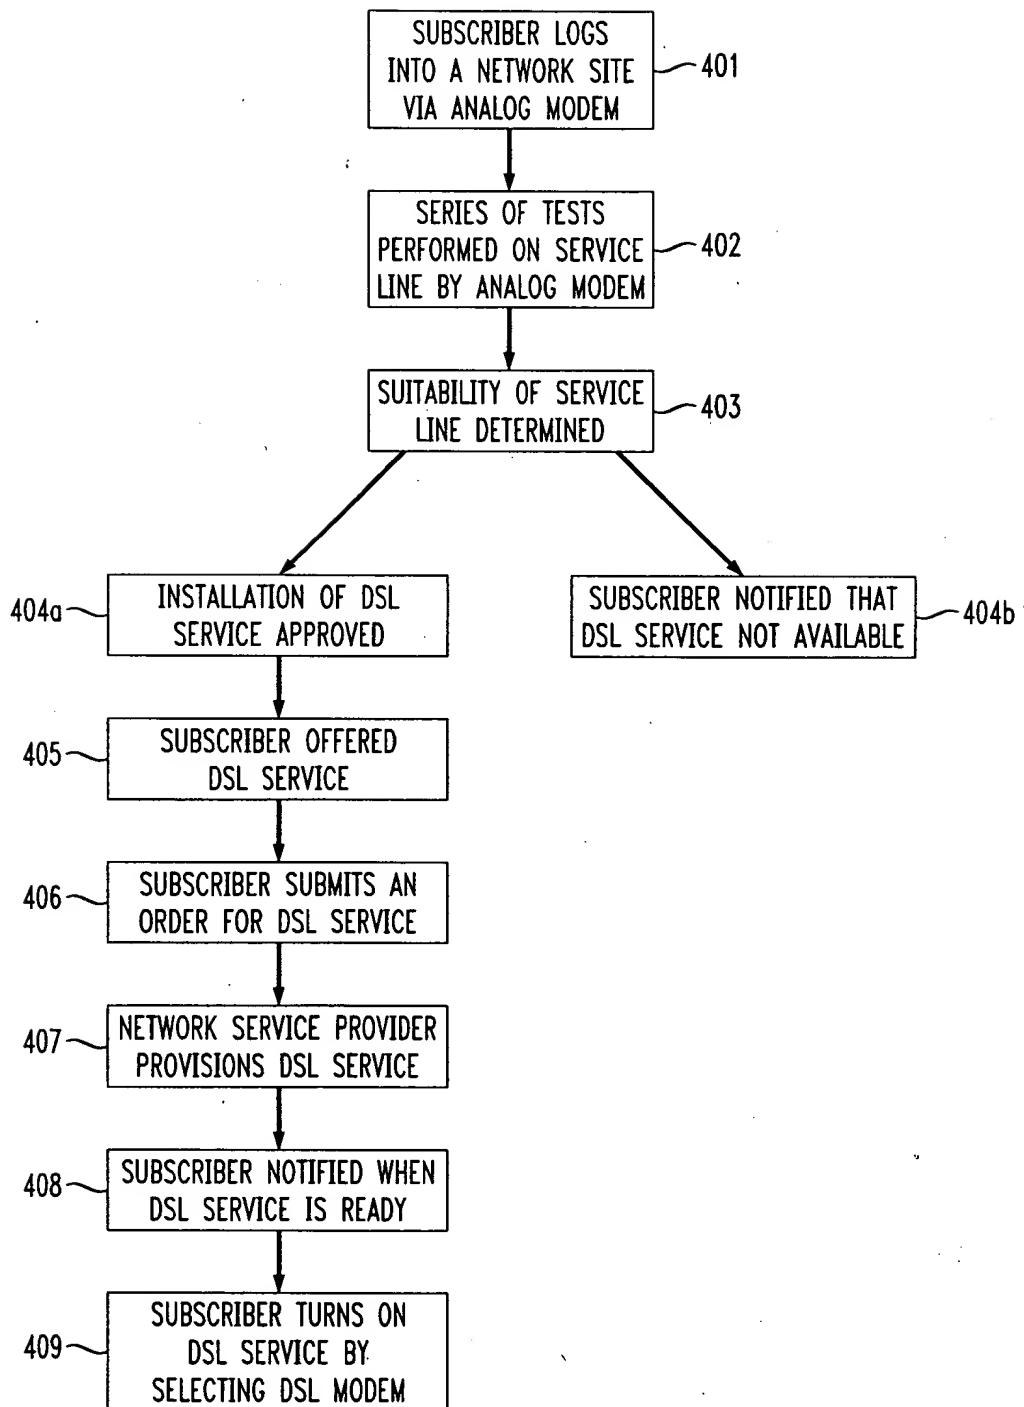 SUBSCRIBER LOGS
INTO A NETWORK SITE
VIA ANALOG MODEM
401
SERIES OF TESTS
PERFORMED ON SERVICE
LINE BY ANALOG MODEM
402
SUITABILITY OF SERVICE
LINE DETERMINED
403
404a
INSTALLATION OF DSL
SERVICE APPROVED
SUBSCRIBER NOTIFIED THAT
DSL SERVICE NOT AVAILABLE
404b
405
SUBSCRIBER OFFERED
DSL SERVICE
406
SUBSCRIBER SUBMITS AN
ORDER FOR DSL SERVICE
407
NETWORK SERVICE PROVIDER
PROVISIONS DSL SERVICE
408
SUBSCRIBER NOTIFIED WHEN
DSL SERVICE IS READY
409
SUBSCRIBER TURNS ON
DSL SERVICE BY
SELECTING DSL MODEM